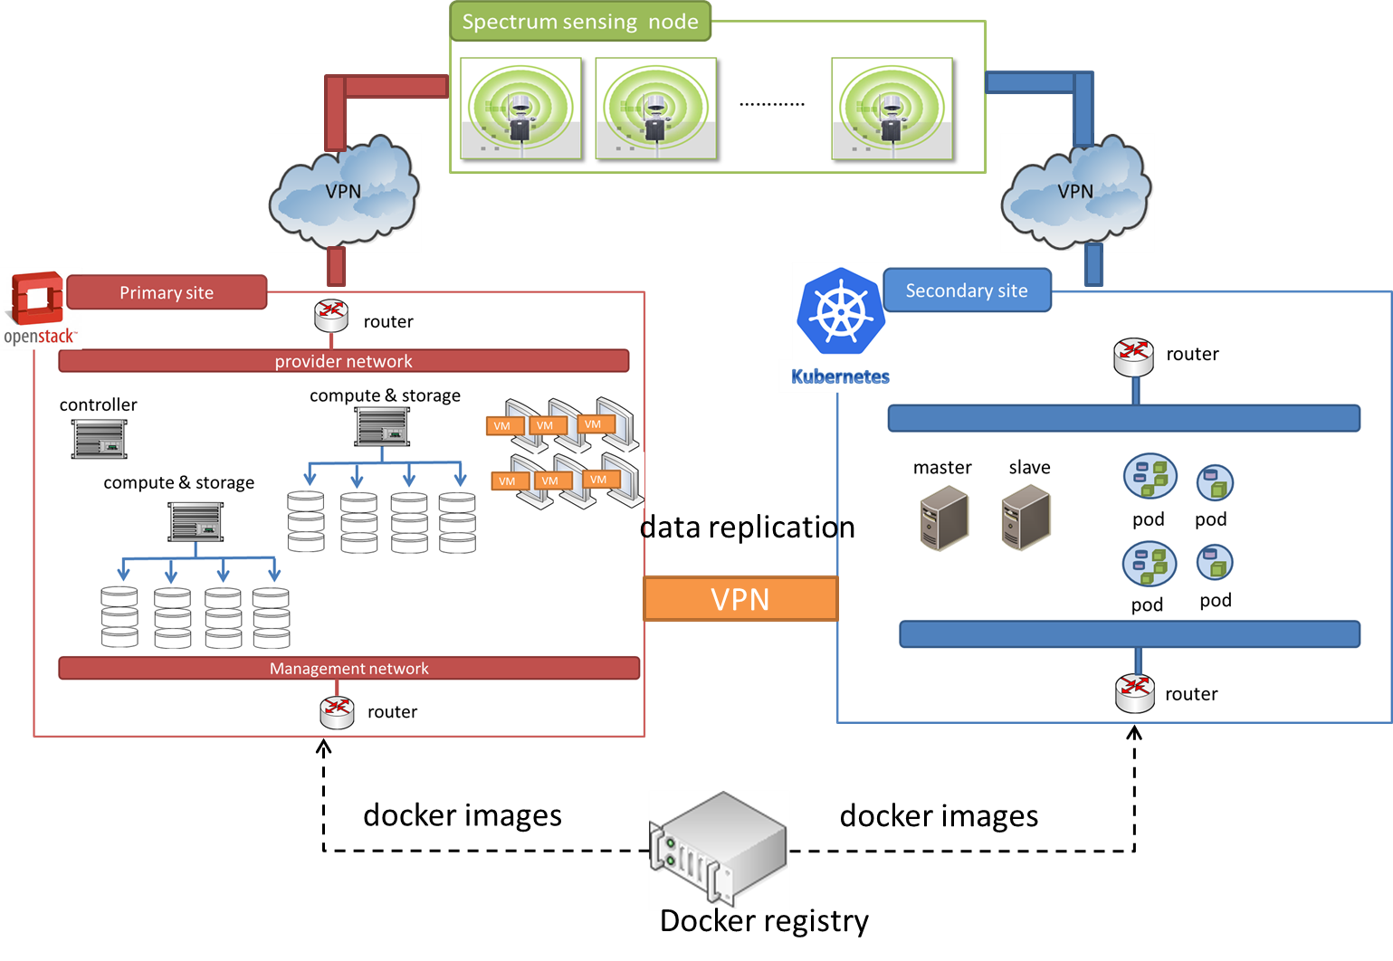 Spectrum sensing node
…………
VPN
VPN
Primary site
openstack™
router
provider network
controller
compute & storage
compute & storage
VM
VM
VM
VM
VM
VM
Management network
router
data replication
VPN
Secondary site
Kubernetes
router
master
slave
pod
pod
pod
pod
router
docker images
docker images
Docker registry